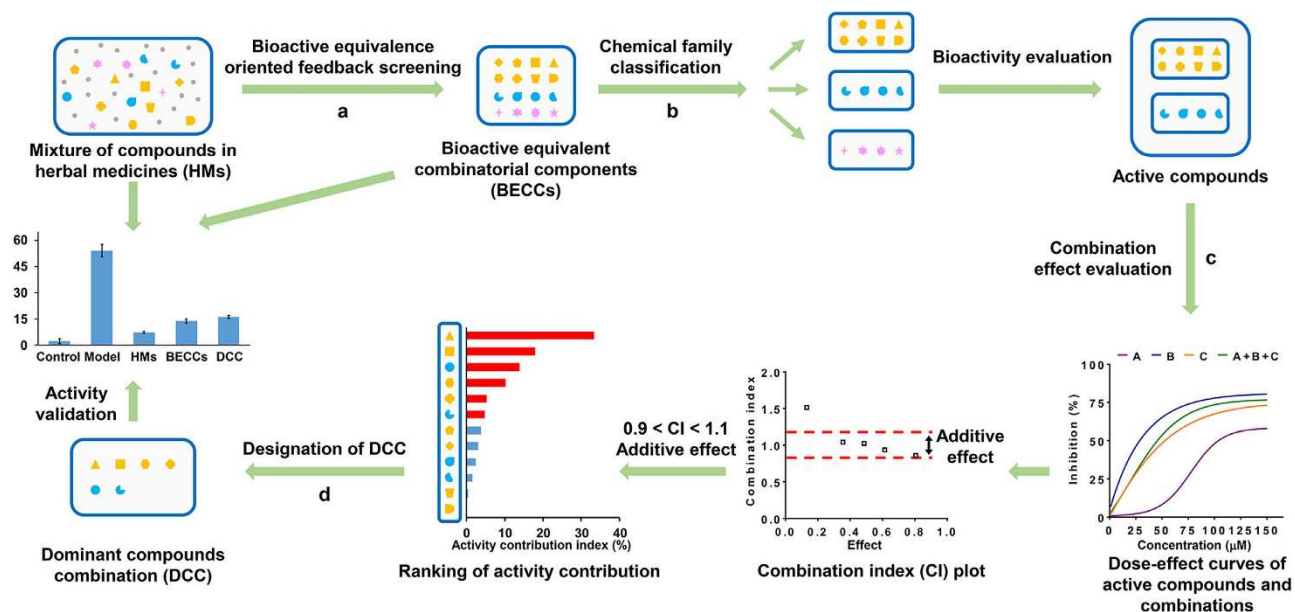 Bioactive equivalence
oriented feedback screening
a
Mixture of compounds in
herbal medicines (HMs)
Bioactive equivalent
combinatorial components
(BECCs)
Chemical family
classification
b
Bioactivity evaluation
Active compounds
Combination
effect evaluation
c
60
45
30
15
0
Control Model HMs BECCs DCC
Activity
validation
Dominant compounds
combination (DCC)
Designation of DCC
d
0 10 20 30 40
Activity contribution index (%)
Ranking of activity contribution
0.9 < CI < 1.1
Additive effect
Combination index
2.0
1.5
1.0
0.5
0.0
0.0 0.2 0.4 0.6 0.8 1.0
Effect
Additive
effect
Combination index (CI) plot
A B C A+B+C
Inhibition (%)
100
75
50
25
0
0 25 50 75 100 125 150
Concentration (μM)
Dose-effect curves of
active compounds and
combinations